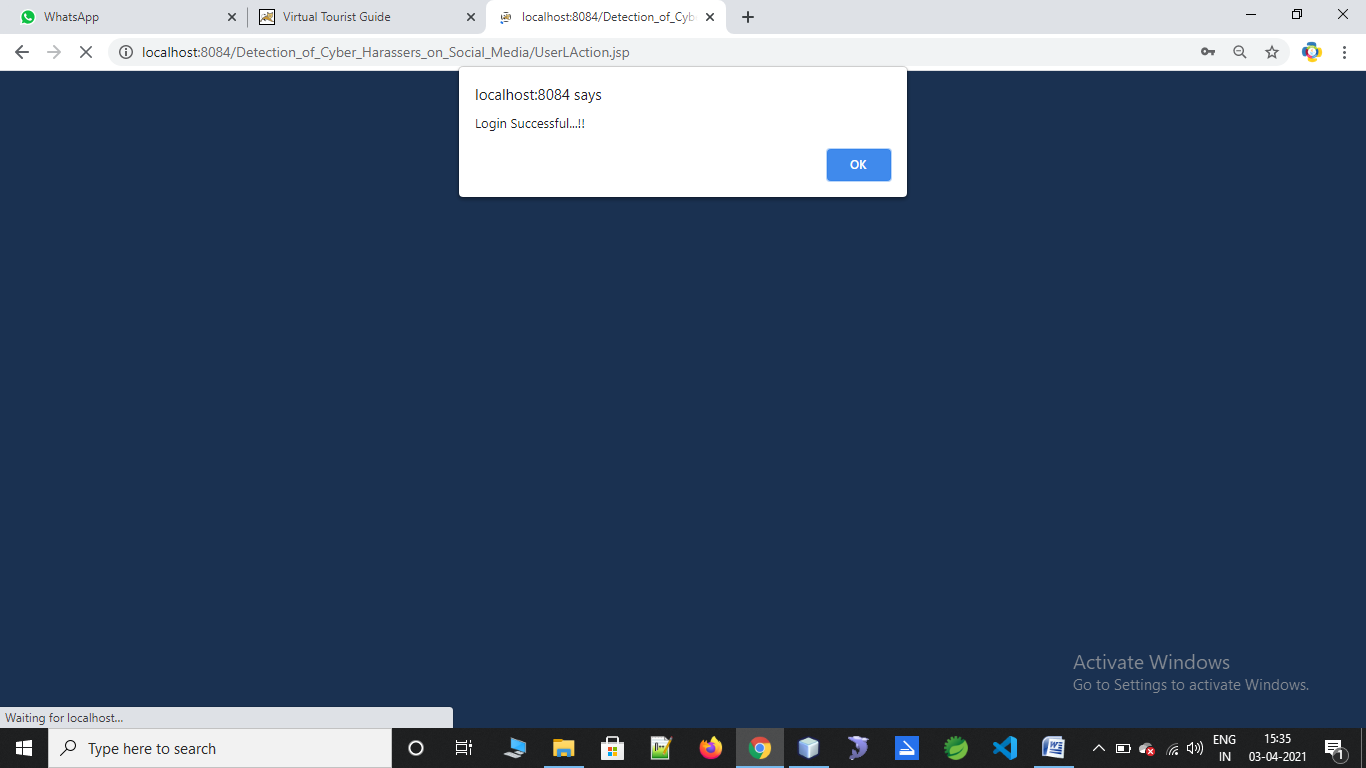 WhatsApp
Virtual Tourist Guide
localhost:8084/Detection_of_Cybe
localhost:8084/Detection_of_Cyber_Harassers_on_Social_Media/UserLAction.jsp
localhost:8084 says
Login Successful...!!
OK
Activate Windows
Go to Settings to activate Windows.
Waiting for localhost...
Type here to search
ENG
IN
15:35
03-04-2021
1